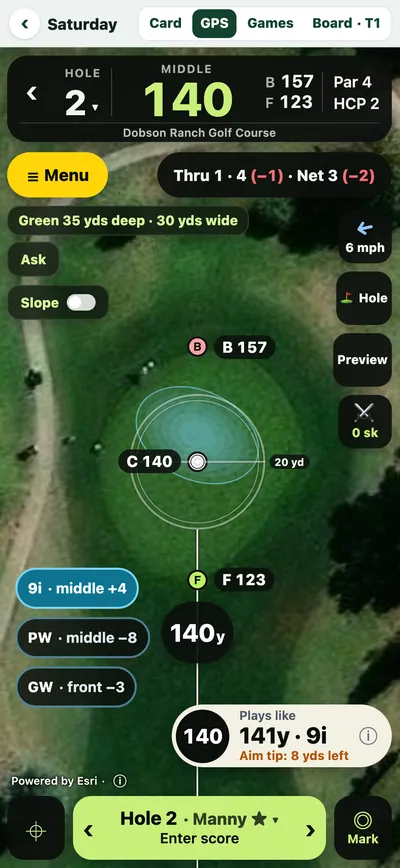 Saturday
Card
GPS
Games
Board · T1
HOLE
2
MIDDLE
140
B 157
F 123
Par 4
HCP 2
Dobson Ranch Golf Course
Menu
Thru 1 · 4 (−1) · Net 3 (−2)
Green 35 yds deep · 30 yds wide
6 mph
Ask
Hole
Slope
B
B 157
Preview
0 sk
C 140
20 yd
F
F 123
9i · middle +4
PW · middle −8
140y
GW · front −3
140
Plays like
141y · 9i
Aim tip: 8 yds left
Powered by Esri ·
Hole 2 · Manny
Enter score
Mark